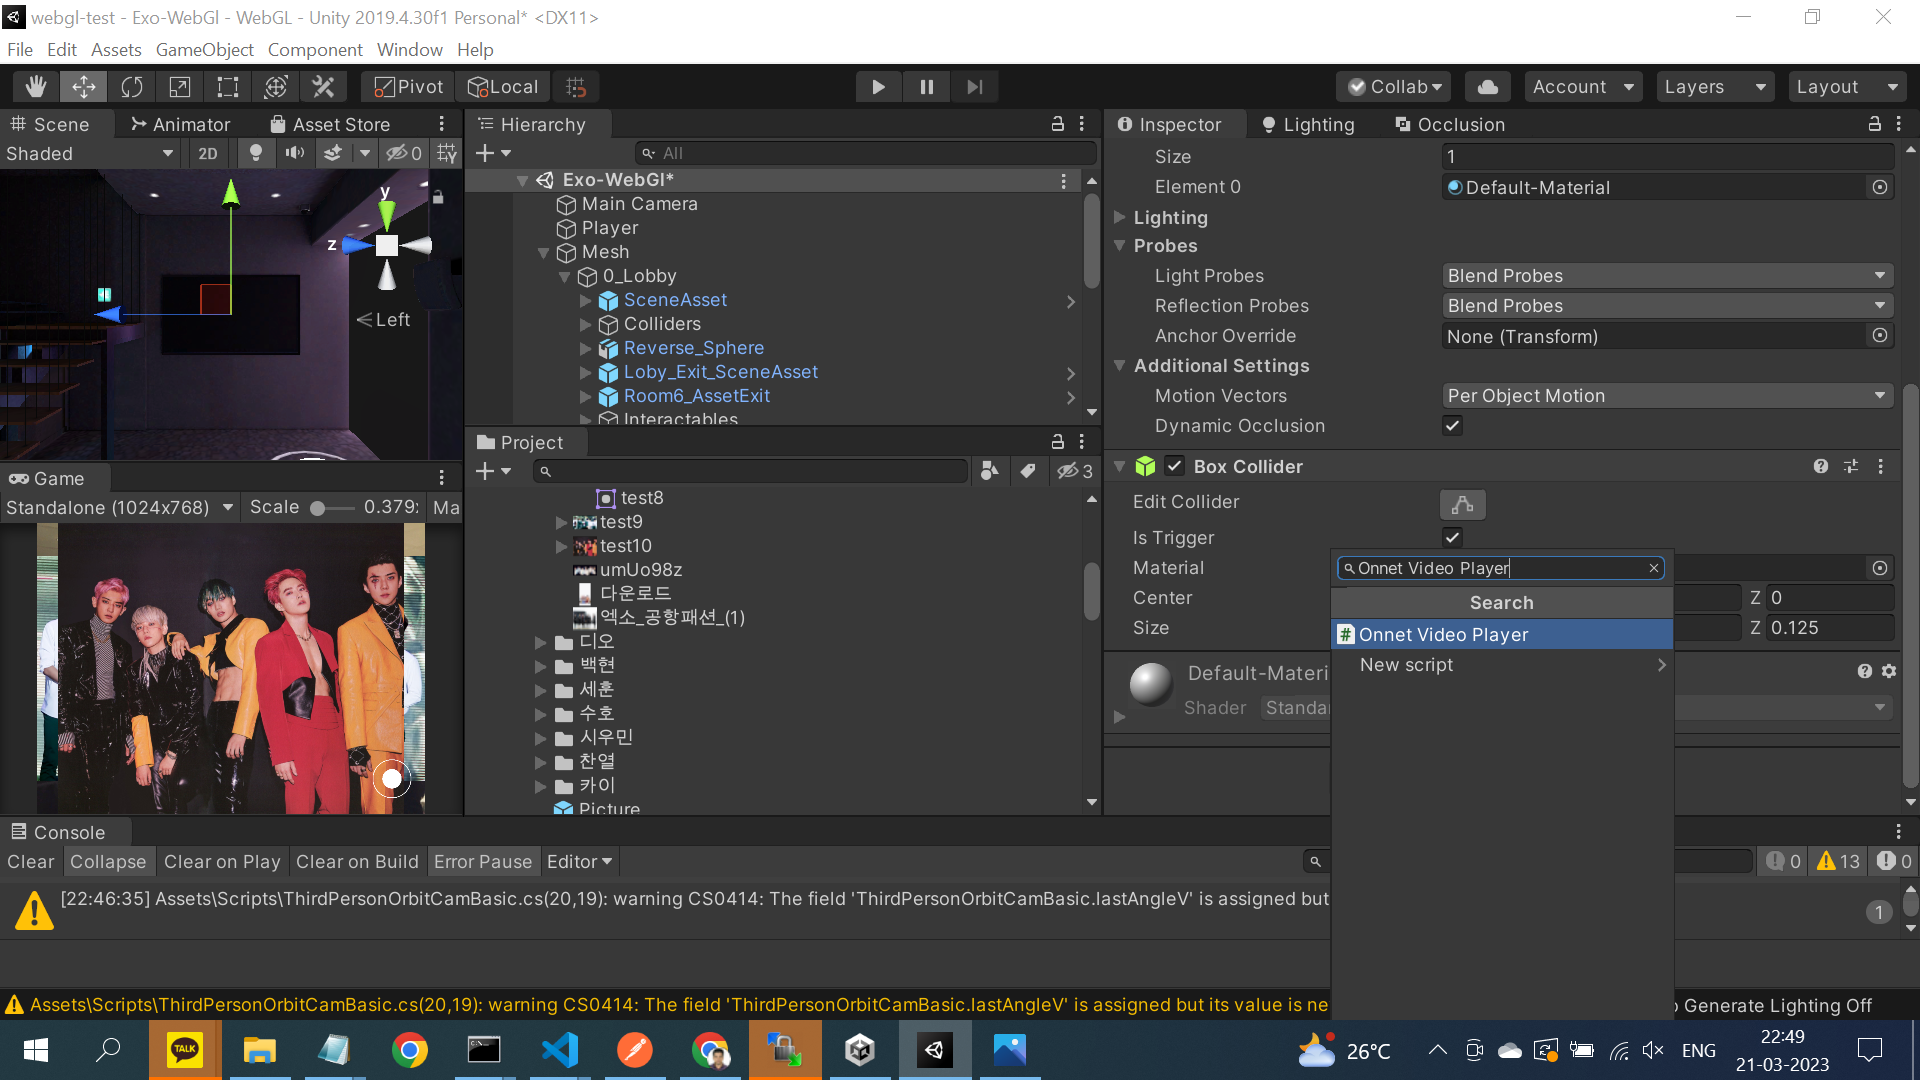 webgl-test - Exo-WebGl - WebGL - Unity 2019.4.30f1 Personal* <DX11>
File Edit Assets GameObject Component Window Help
Pivot Local Collab Account Layers Layout
Scene Animator Asset Store
Shaded 2D 0
y
z
Left
Game
Standalone (1024x768) Scale 0.379x Ma
Hierarchy
All
Exo-WebGl*
Main Camera
Player
Mesh
0_Lobby
SceneAsset
Colliders
Reverse_Sphere
Loby_Exit_SceneAsset
Room6_AssetExit
Interactables
Project
3
test8
test9
test10
umUo98z
다운로드
엑소_공항패션_(1)
디오
백현
세훈
수호
시우민
찬열
카이
Picture
Inspector Lighting Occlusion
Size 1
Element 0 Default-Material
Lighting
Probes
Light Probes Blend Probes
Reflection Probes Blend Probes
Anchor Override None (Transform)
Additional Settings
Motion Vectors Per Object Motion
Dynamic Occlusion
Box Collider
Edit Collider
Is Trigger
Material
Center Z 0
Size Z 0.125
Default-Materi
Shader Standar
Onnet Video Player
Search
Onnet Video Player
New script
Console
Clear Collapse Clear on Play Clear on Build Error Pause Editor 0 13 0
[22:46:35] Assets\Scripts\ThirdPersonOrbitCamBasic.cs(20,19): warning CS0414: The field 'ThirdPersonOrbitCamBasic.lastAngleV' is assigned but
1
Assets\Scripts\ThirdPersonOrbitCamBasic.cs(20,19): warning CS0414: The field 'ThirdPersonOrbitCamBasic.lastAngleV' is assigned but its value is ne Generate Lighting Off
TALK
26°C ENG 22:49
21-03-2023